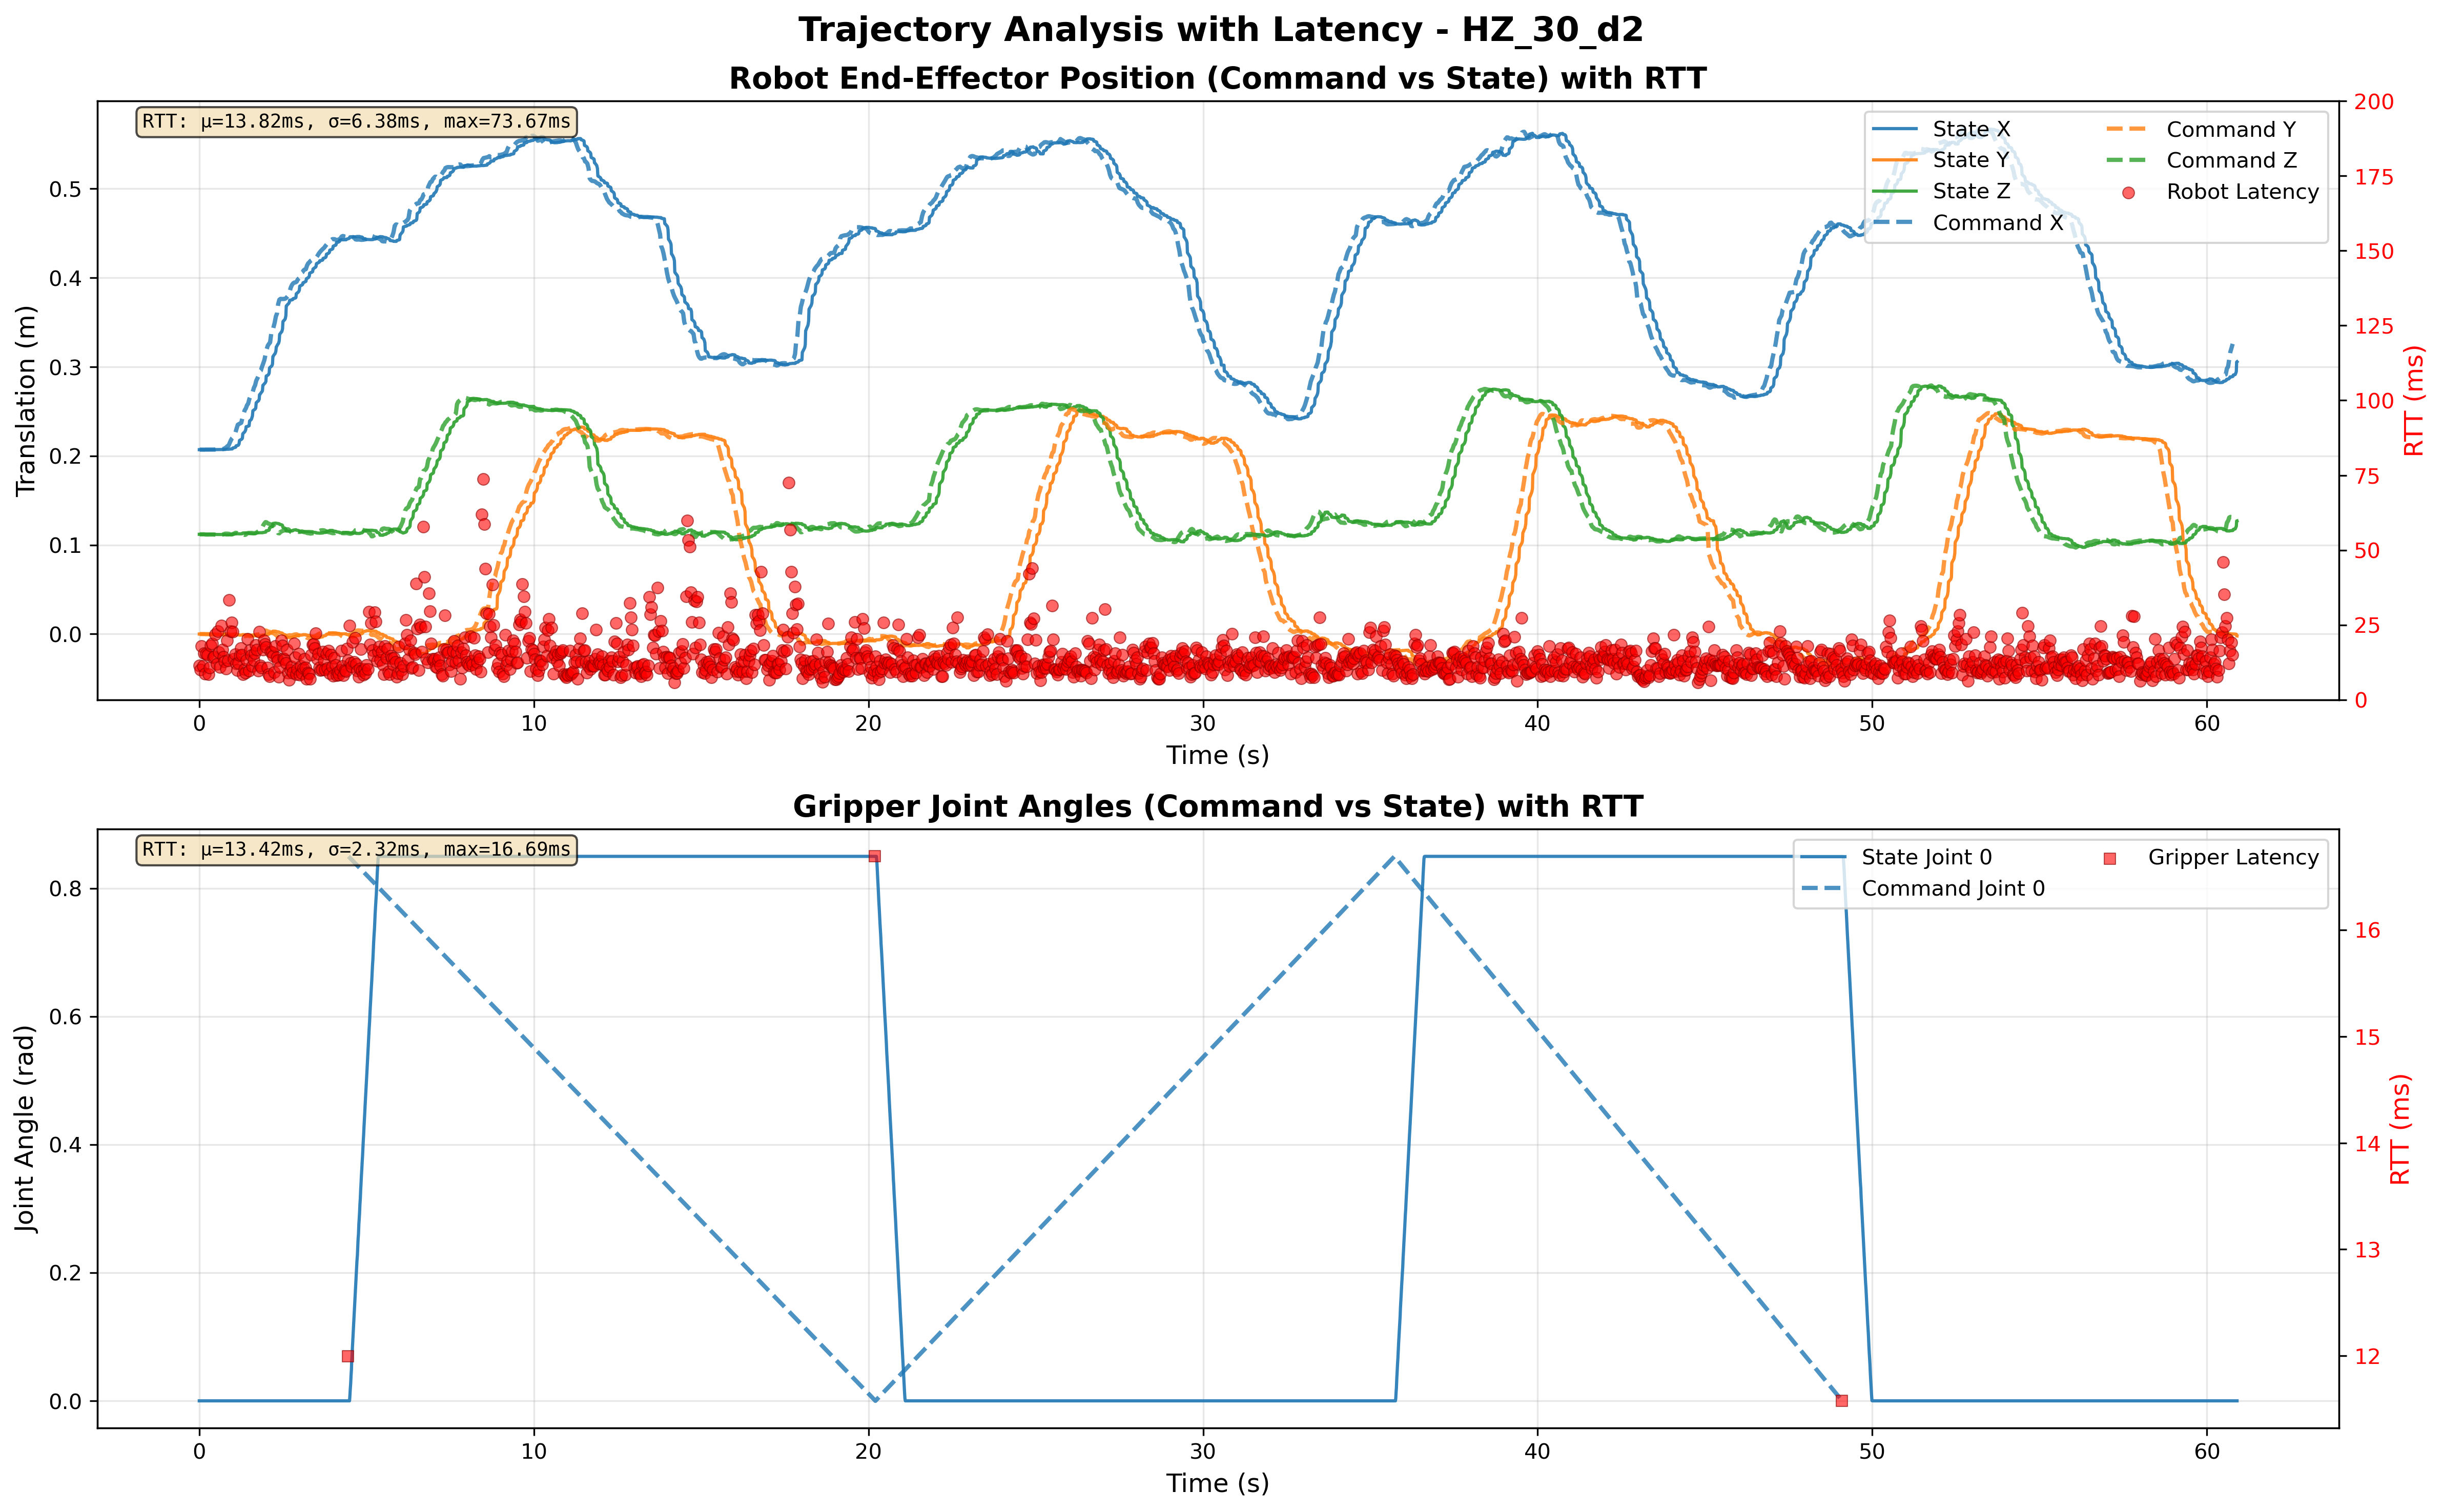 Trajectory Analysis with Latency - HZ_30_d2
Robot End-Effector Position (Command vs State) with RTT
RTT: μ=13.82ms, σ=6.38ms, max=73.67ms
State X
State Y
State Z
Command X
Command Y
Command Z
Robot Latency
Translation (m)
0.5
0.4
0.3
0.2
0.1
0.0
200
175
150
125
100
75
50
25
0
RTT (ms)
0 10 20 30 40 50 60
Time (s)
Gripper Joint Angles (Command vs State) with RTT
RTT: μ=13.42ms, σ=2.32ms, max=16.69ms
State Joint 0
Command Joint 0
Gripper Latency
Joint Angle (rad)
0.8
0.6
0.4
0.2
0.0
16
15
14
13
12
RTT (ms)
0 10 20 30 40 50 60
Time (s)